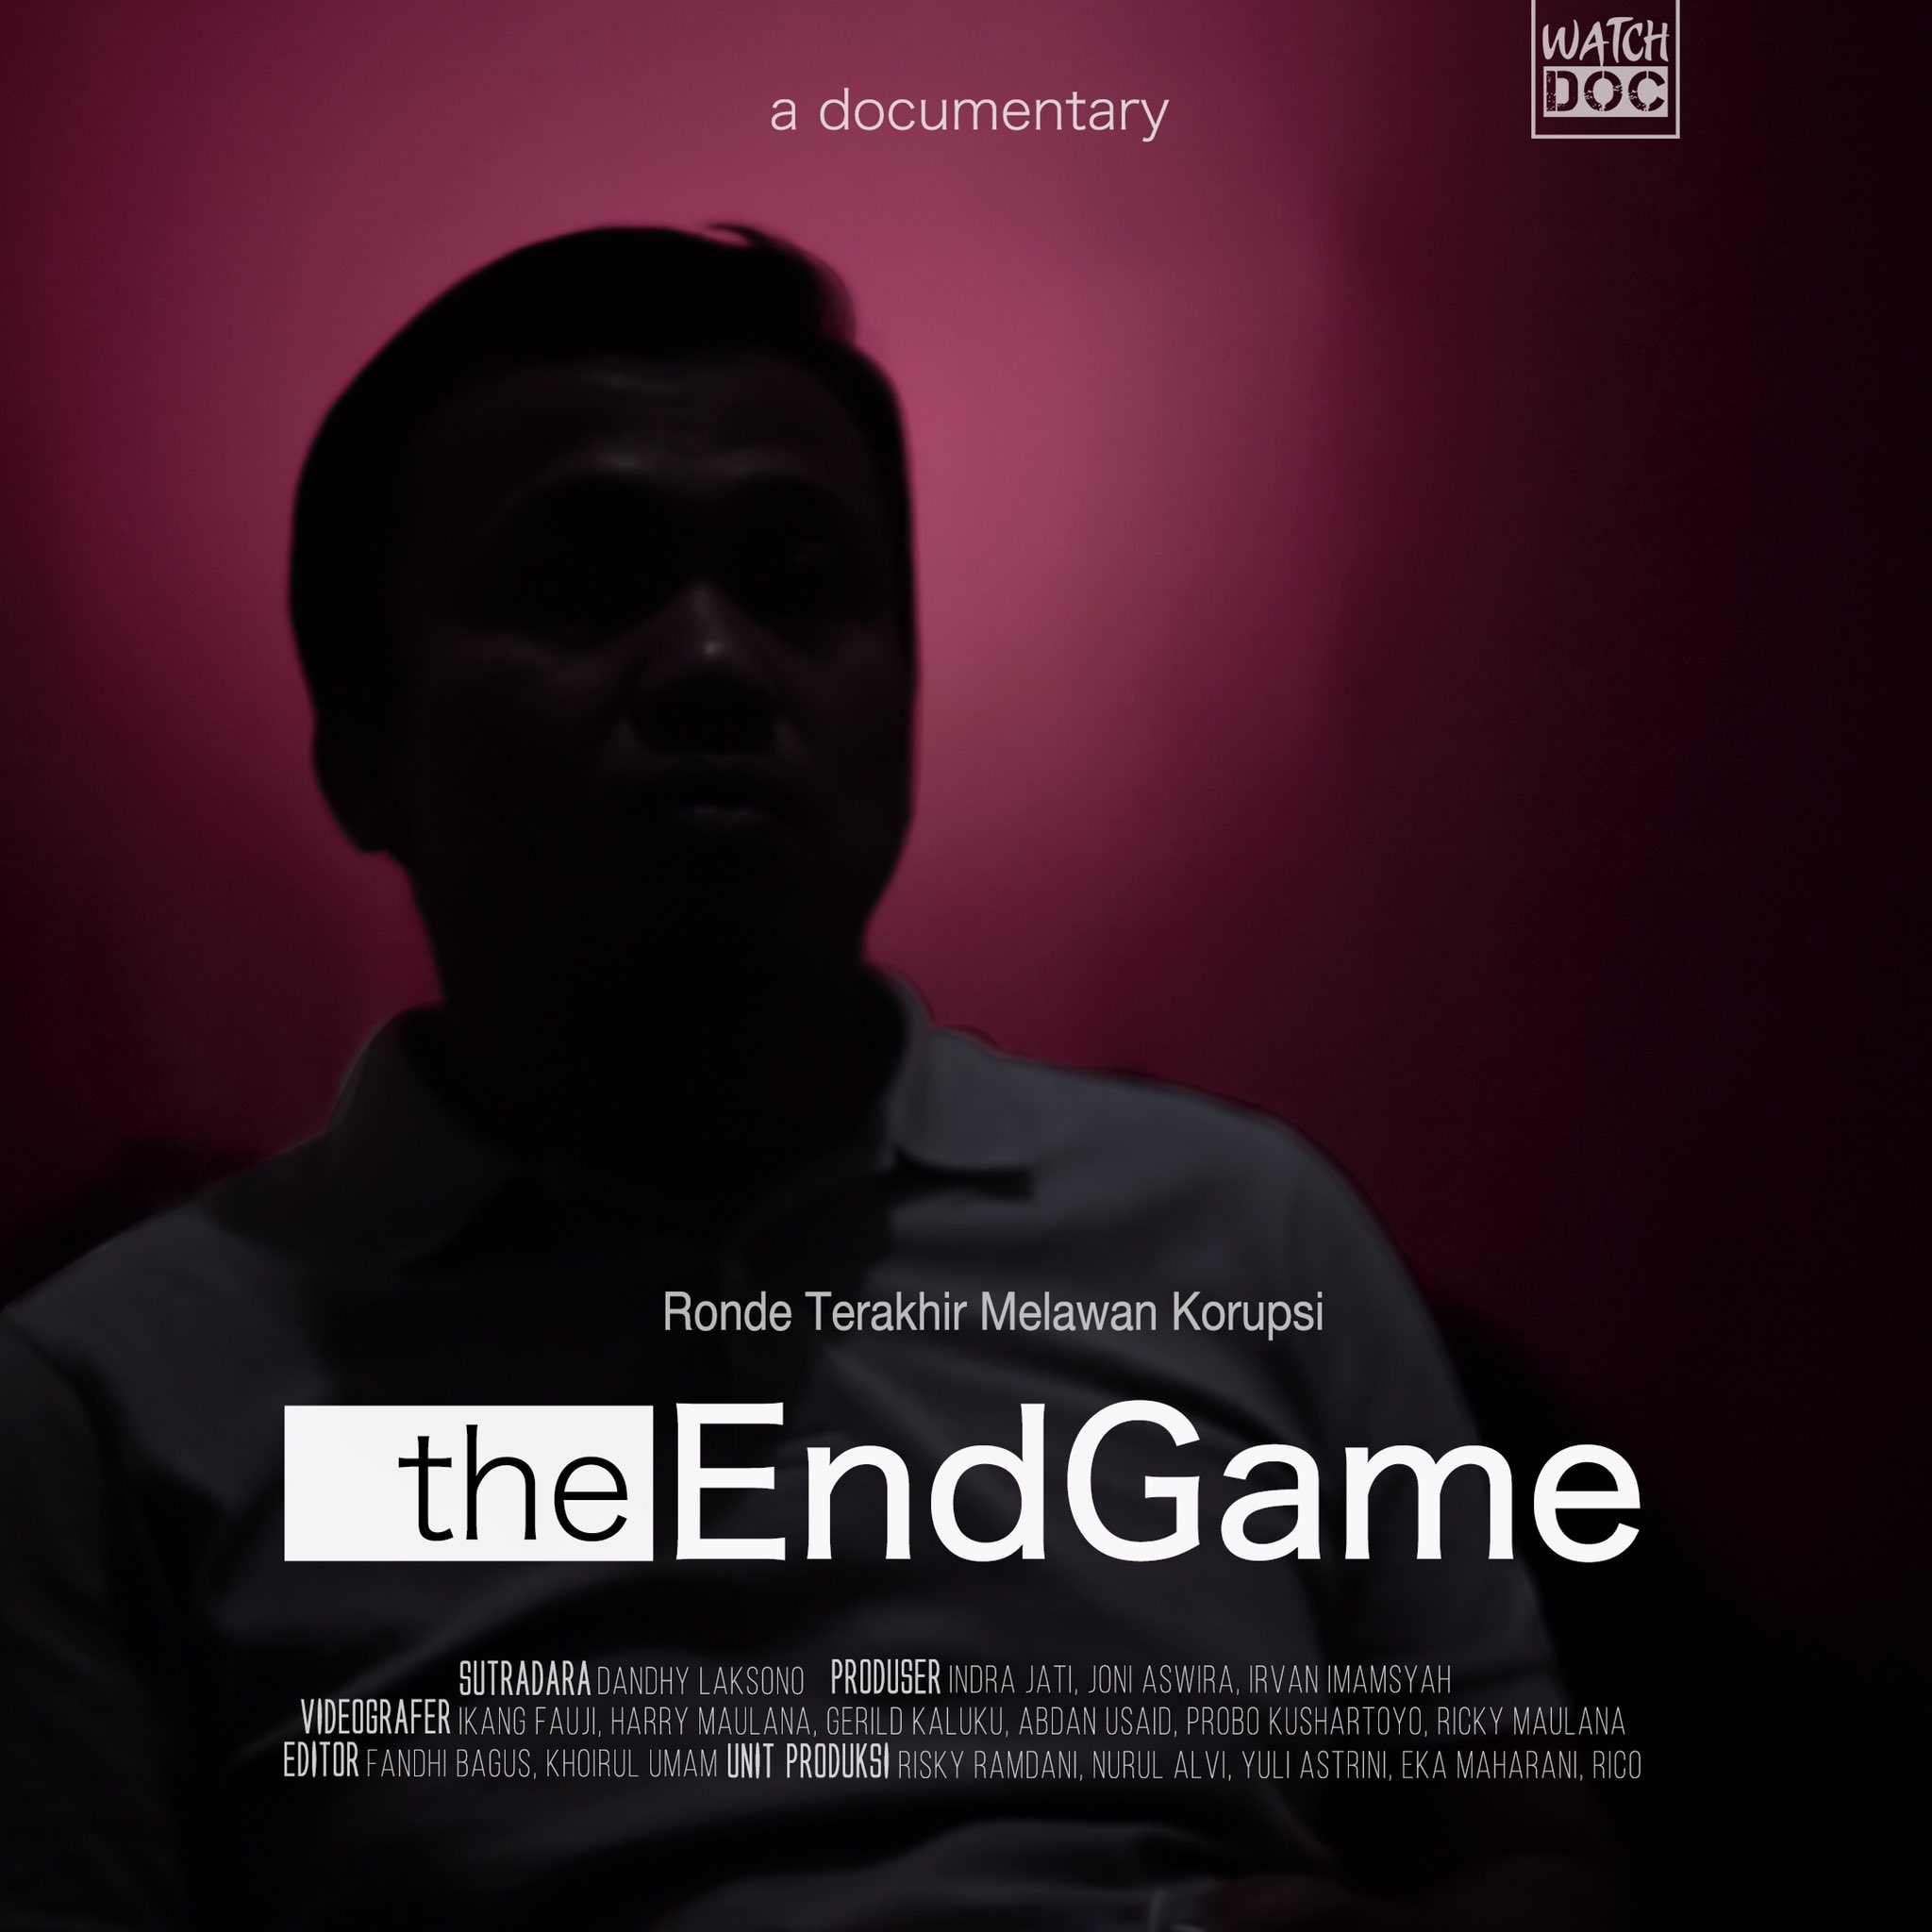 WATCH
DOC
a documentary
Ronde Terakhir Melawan Korupsi
the EndGame
SUTRADARA DANDHY LAKSONO PRODUSER INDRA JATI, JONI ASWIRA, IRVAN IMAMSYAH
VIDEOGRAFER IKANG FAUJI, HARRY MAULANA, GERILD KALUKU, ABDAN USAID, PROBO KUSHARTOYO, RICKY MAULANA
EDITOR FANDHI BAGUS, KHOIRUL UMAM UNIT PRODUKSI RISKY RAMDANI, NURUL ALVI, YULI ASTRINI, EKA MAHARANI, RICO